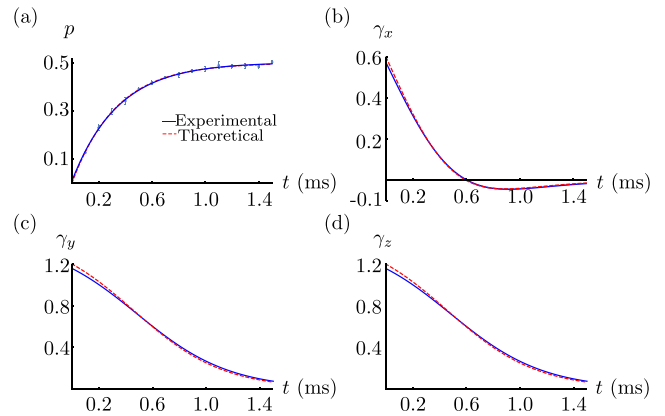 (a)
p
0.5
0.3
0.1
0.2 0.6 1.0 1.4
t (ms)
Experimental
Theoretical
(b)
γx
0.6
0.4
0.2
-0.1
0.2 0.6 1.0 1.4
t (ms)
(c)
γy
1.2
0.8
0.4
0.2 0.6 1.0 1.4
t (ms)
(d)
γz
1.2
0.8
0.4
0.2 0.6 1.0 1.4
t (ms)